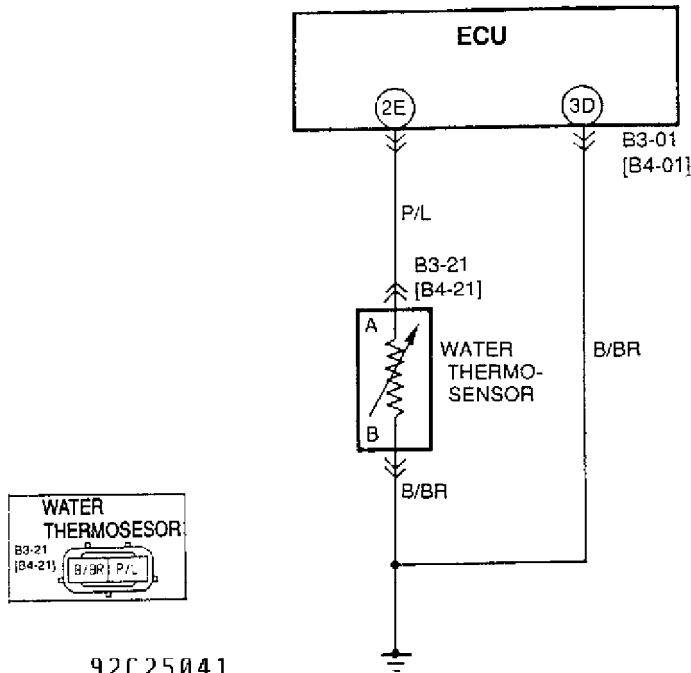 ECU
2E
3D
B3-01
[B4-01]
P/L
B3-21
[B4-21]
A
WATER
THERMO-
SENSOR
B/BR
B
B/BR
WATER
THERMOSESOR
B3-21
[B4-21]
B/BR P/L
92C25041